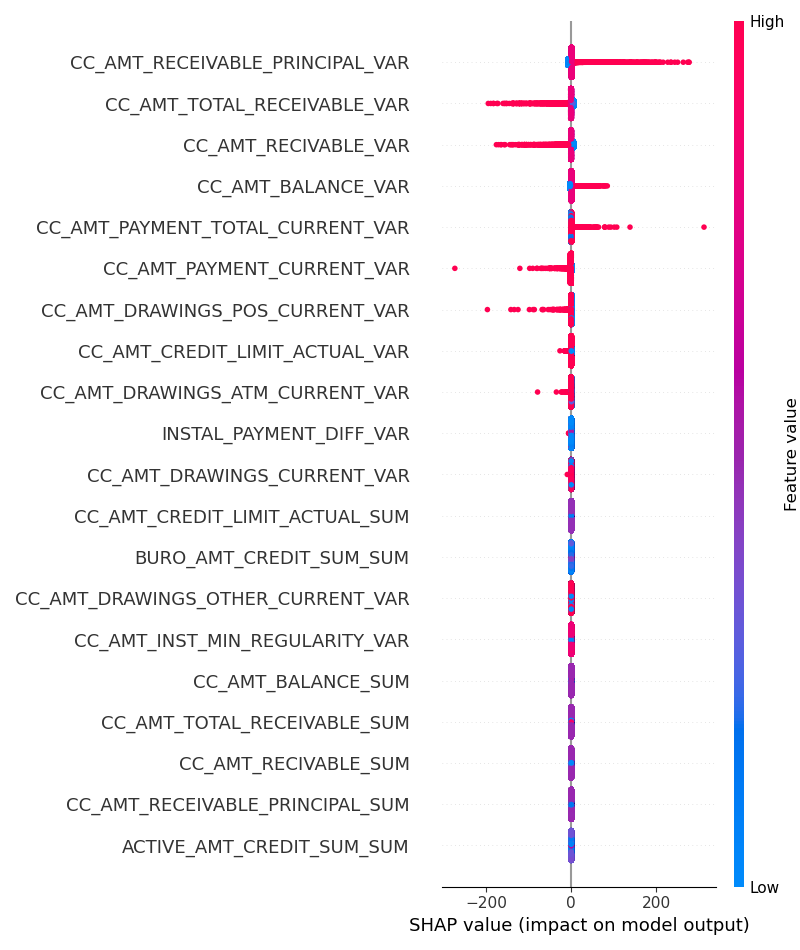 High
CC_AMT_RECEIVABLE_PRINCIPAL_VAR
CC_AMT_TOTAL_RECEIVABLE_VAR
CC_AMT_RECIVABLE_VAR
CC_AMT_BALANCE_VAR
CC_AMT_PAYMENT_TOTAL_CURRENT_VAR
CC_AMT_PAYMENT_CURRENT_VAR
CC_AMT_DRAWINGS_POS_CURRENT_VAR
CC_AMT_CREDIT_LIMIT_ACTUAL_VAR
CC_AMT_DRAWINGS_ATM_CURRENT_VAR
INSTAL_PAYMENT_DIFF_VAR
CC_AMT_DRAWINGS_CURRENT_VAR
CC_AMT_CREDIT_LIMIT_ACTUAL_SUM
BURO_AMT_CREDIT_SUM_SUM
CC_AMT_DRAWINGS_OTHER_CURRENT_VAR
CC_AMT_INST_MIN_REGULARITY_VAR
CC_AMT_BALANCE_SUM
CC_AMT_TOTAL_RECEIVABLE_SUM
CC_AMT_RECIVABLE_SUM
CC_AMT_RECEIVABLE_PRINCIPAL_SUM
ACTIVE_AMT_CREDIT_SUM_SUM
Feature value
Low
−200 0 200
SHAP value (impact on model output)